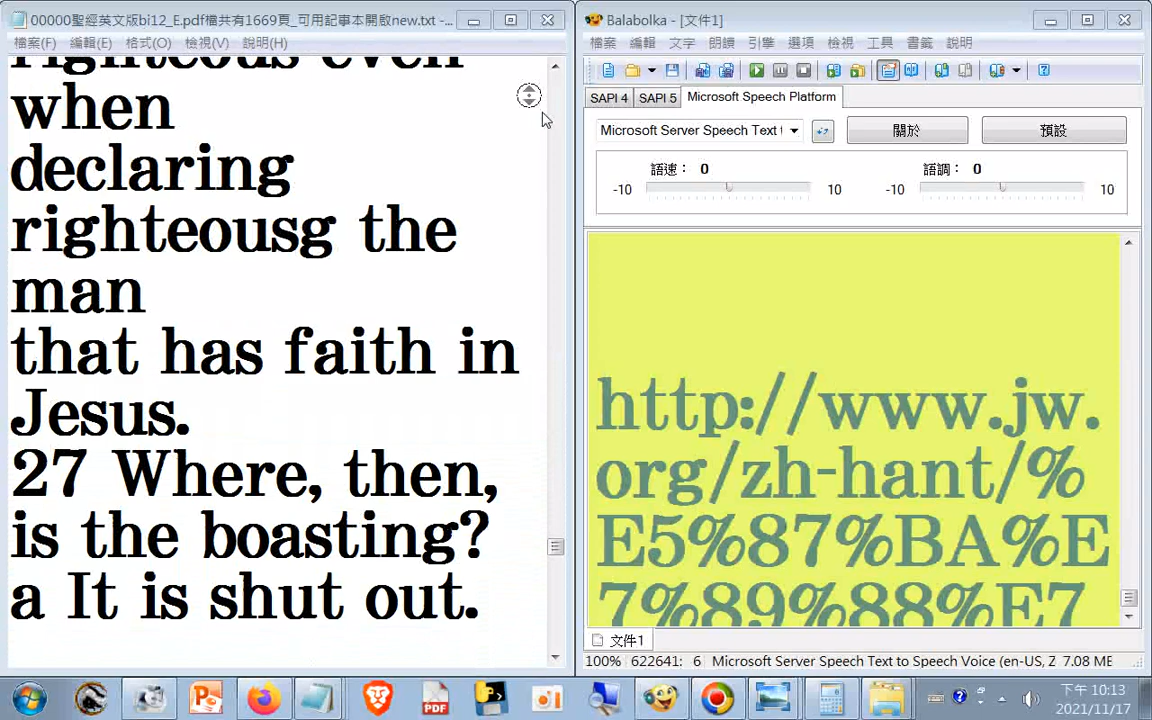 00000聖經英文版bi12_E.pdf檔共有1669頁_可用記事本開啟new.txt -...
檔案(F) 編輯(E) 格式(O) 檢視(V) 說明(H)
righteous even
when
declaring
righteousg the
man
that has faith in
Jesus.
27 Where, then,
is the boasting?
a It is shut out.
Balabolka - [文件1]
檔案 編輯 文字 朗讀 引擎 選項 檢視 工具 書籤 說明
SAPI 4 SAPI 5 Microsoft Speech Platform
Microsoft Server Speech Text t 關於 預設
語速： 0 語調： 0
-10 10 -10 10
http://www.jw.
org/zh-hant/%
E5%87%BA%E
7%89%88%E7
文件1
100% 622641: 6 Microsoft Server Speech Text to Speech Voice (en-US, Z 7.08 ME
PDF
下午 10:13
2021/11/17